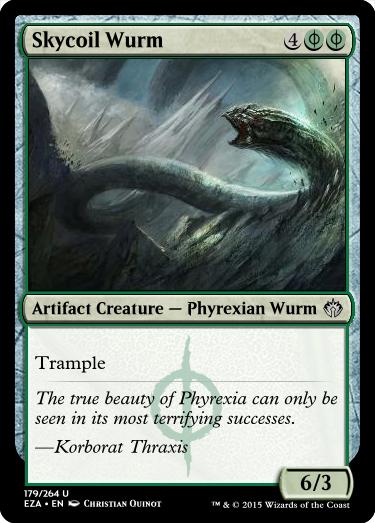 Skycoil Wurm 4
Artifact Creature — Phyrexian Wurm
Trample
The true beauty of Phyrexia can only be
seen in its most terrifying successes.
—Korborat Thraxis
6/3
179/264 U
EZA • EN Christian Quinot ™ & © 2015 Wizards of the Coast